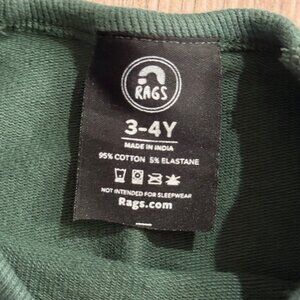 RAGS
3-4Y
MADE IN INDIA
95% COTTON 5% ELASTANE
NOT INTENDED FOR SLEEPWEAR
Rags.com